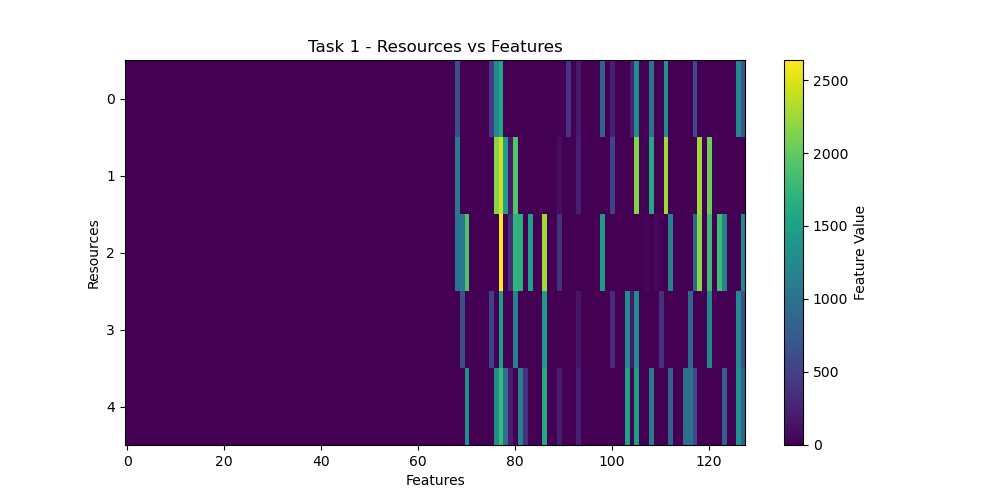 Task 1 - Resources vs Features
Resources
0
1
2
3
4
0 20 40 60 80 100 120
Features
2500
2000
1500
1000
500
0
Feature Value